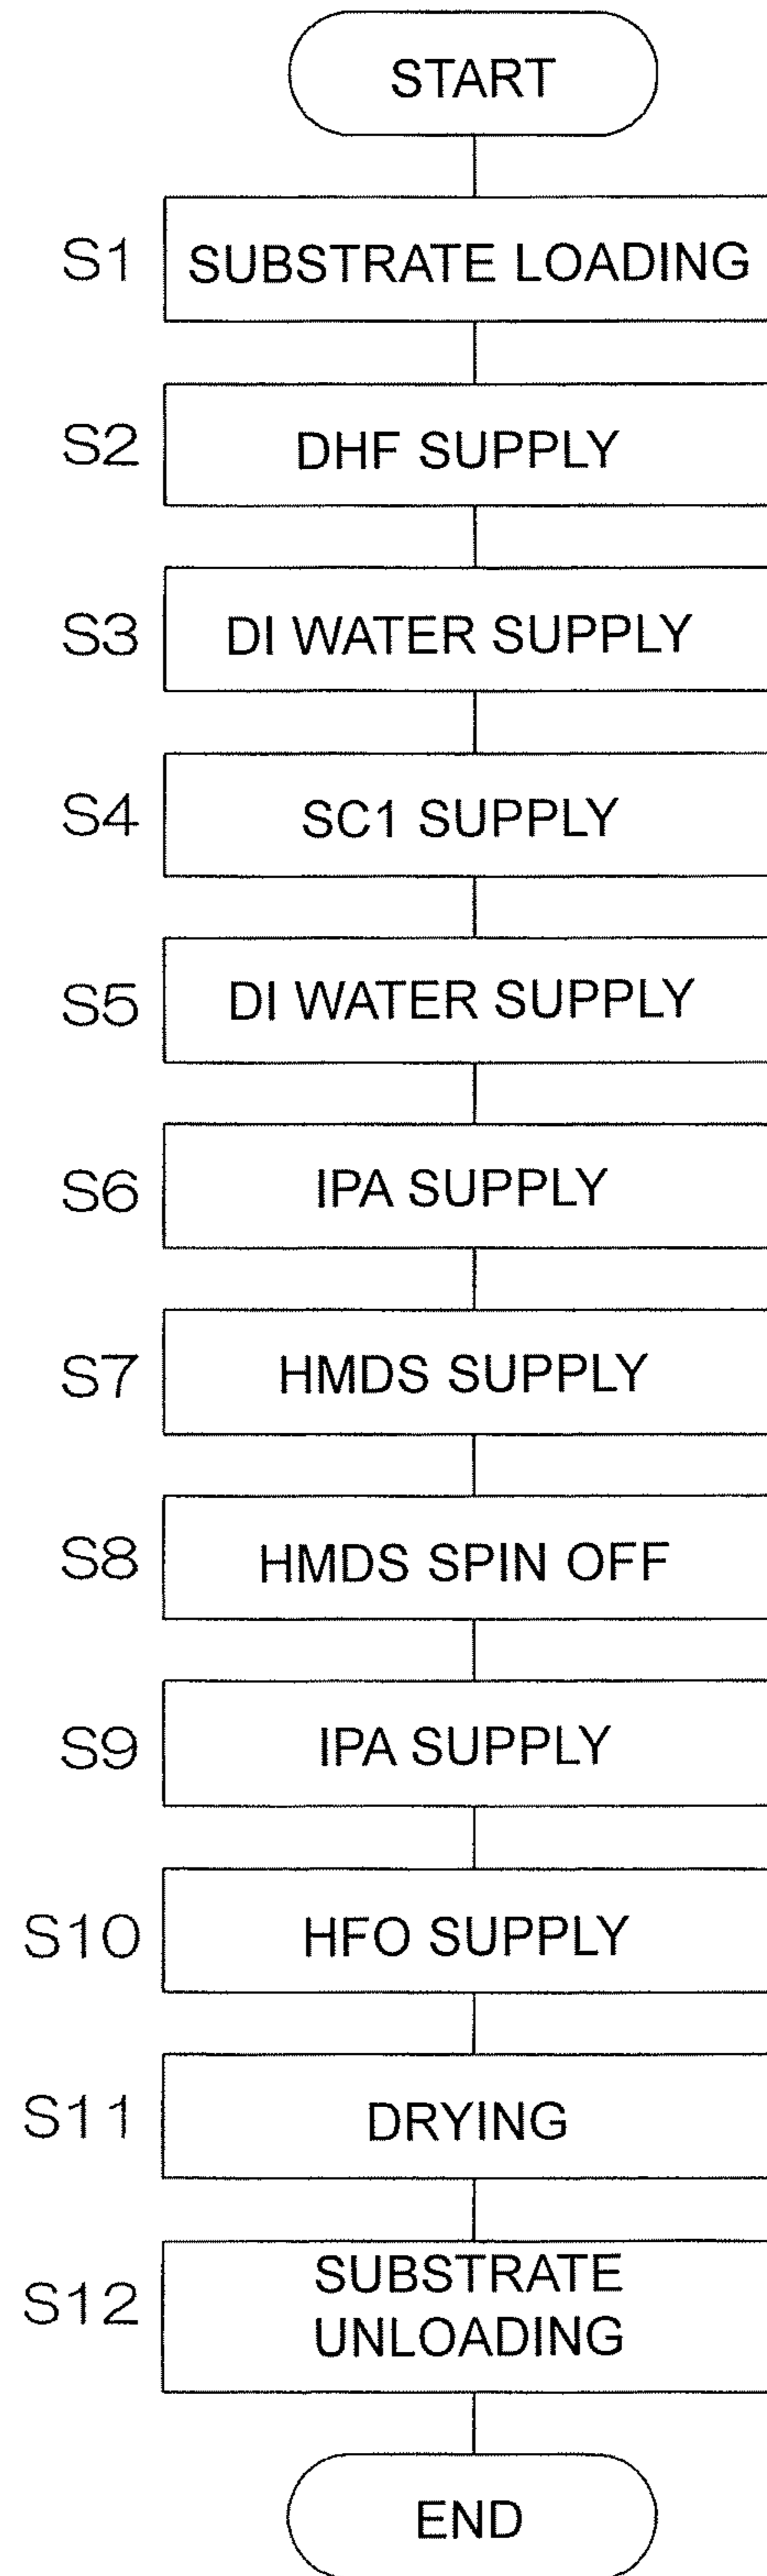 START
S1 SUBSTRATE LOADING
S2 DHF SUPPLY
S3 DI WATER SUPPLY
S4 SC1 SUPPLY
S5 DI WATER SUPPLY
S6 IPA SUPPLY
S7 HMDS SUPPLY
S8 HMDS SPIN OFF
S9 IPA SUPPLY
S10 HFO SUPPLY
S11 DRYING
S12 SUBSTRATE
UNLOADING
END